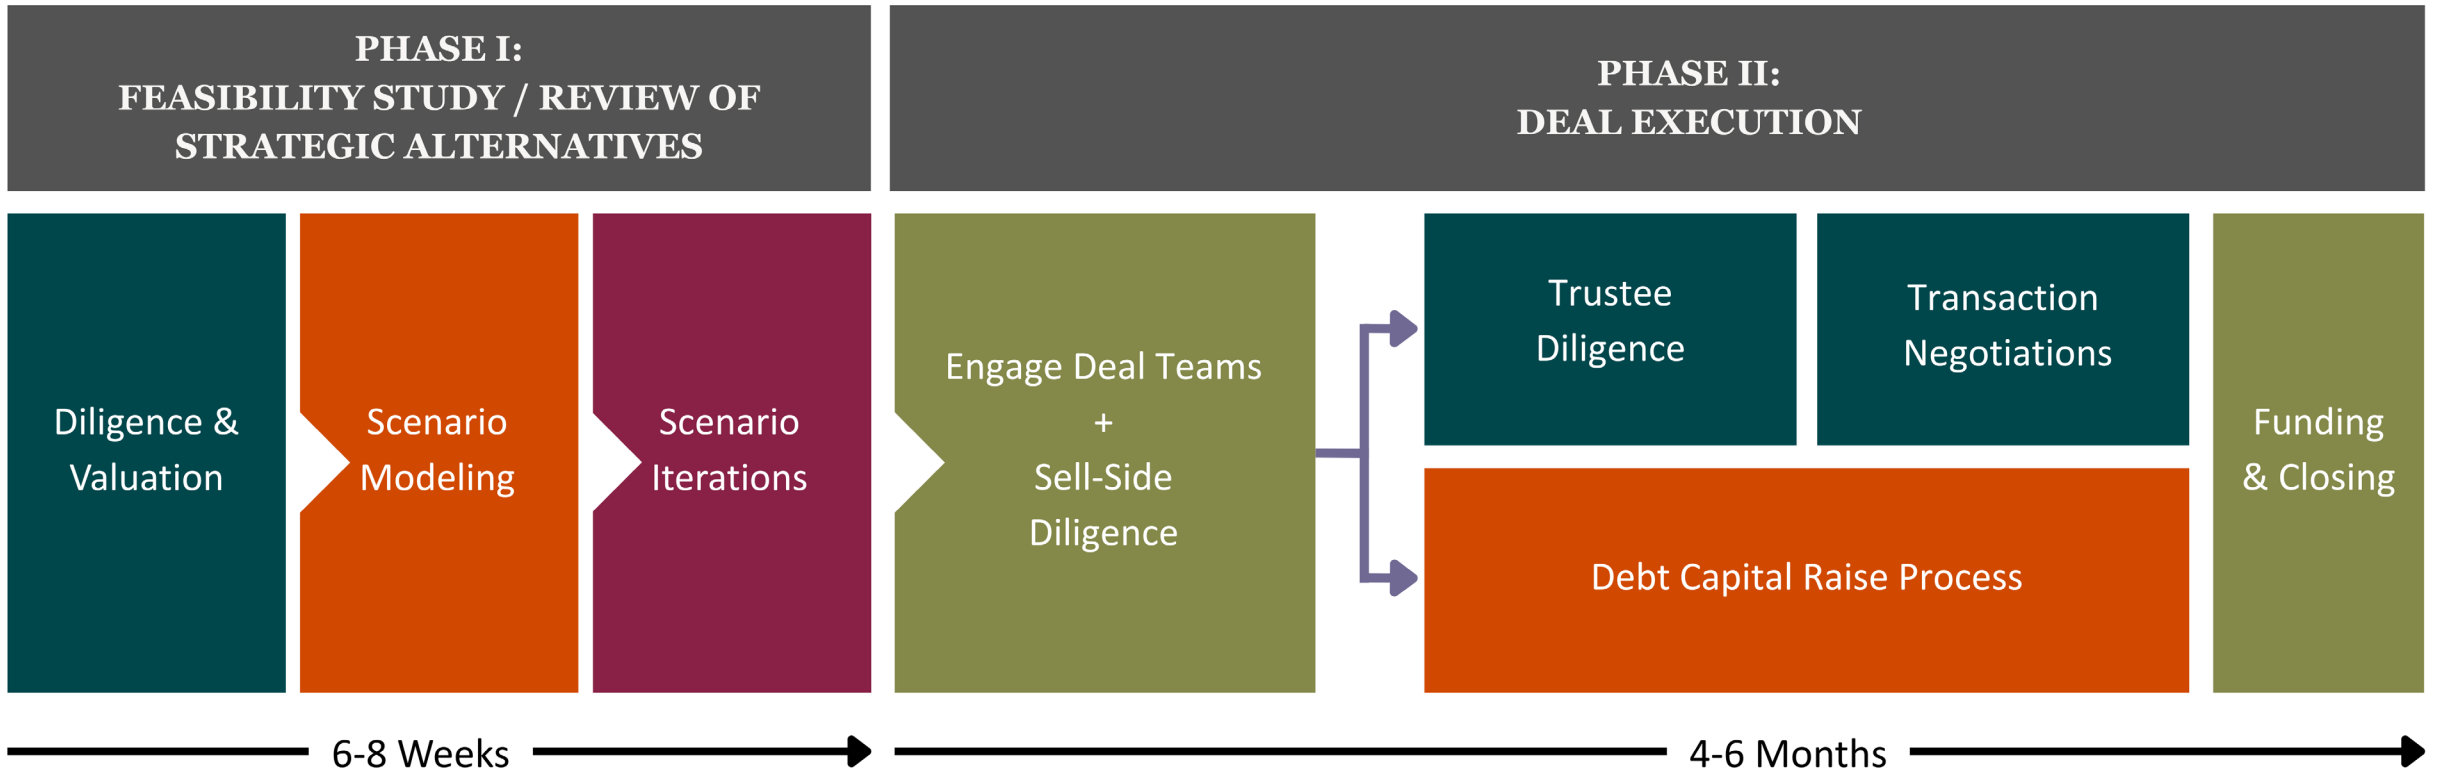 PHASE I:
FEASIBILITY STUDY / REVIEW OF
STRATEGIC ALTERNATIVES
PHASE II:
DEAL EXECUTION
Diligence &
Valuation
Scenario
Modeling
Scenario
Iterations
Engage Deal Teams
+
Sell-Side
Diligence
Trustee
Diligence
Transaction
Negotiations
Debt Capital Raise Process
Funding
& Closing
6-8 Weeks
4-6 Months